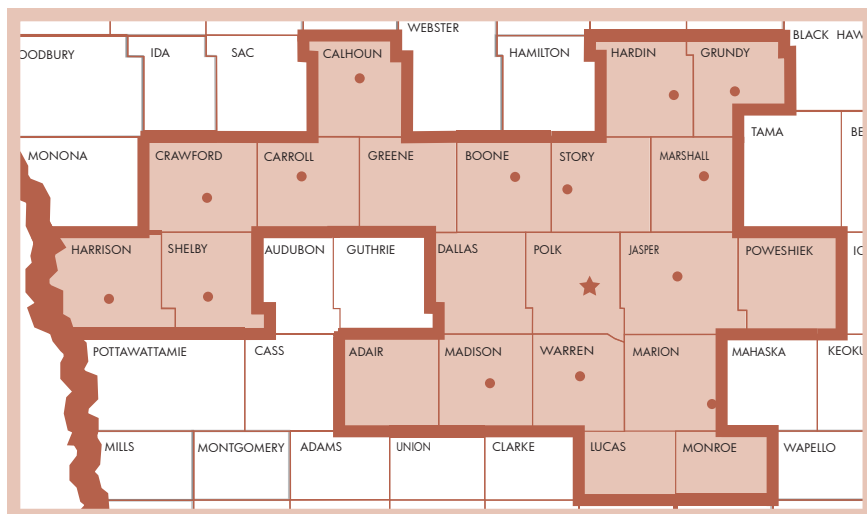 WEBSTER
BLACK HAW
OODBURY
IDA
SAC
CALHOUN
HAMILTON
HARDIN
GRUNDY
TAMA
BE
MONONA
CRAWFORD
CARROLL
GREENE
BOONE
STORY
MARSHALL
HARRISON
SHELBY
AUDUBON
GUTHRIE
DALLAS
POLK
JASPER
POWESHIEK
IO
POTTAWATTAMIE
CASS
ADAIR
MADISON
WARREN
MARION
MAHASKA
KEOKU
MILLS
MONTGOMERY
ADAMS
UNION
CLARKE
LUCAS
MONROE
WAPELLO